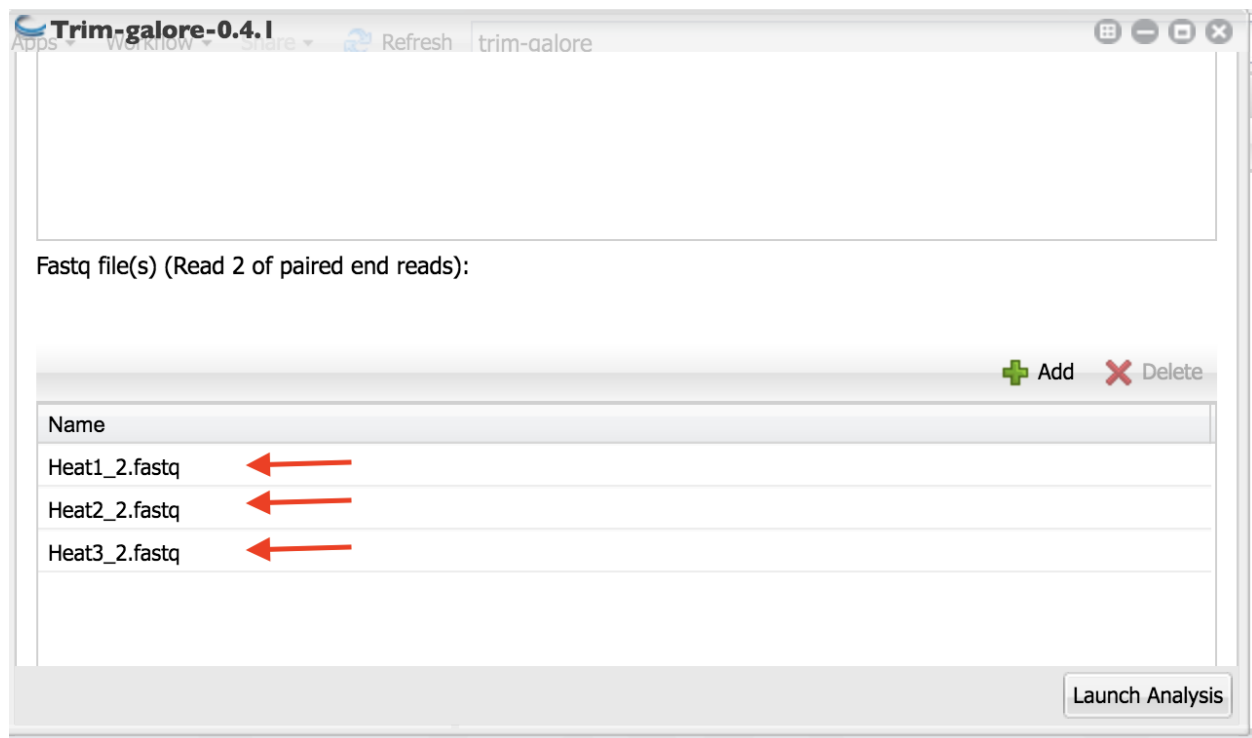 Trim-galore-0.4.1
Apps Workflow Share Refresh trim-galore
Fastq file(s) (Read 2 of paired end reads):
Add Delete
Name
Heat1_2.fastq
Heat2_2.fastq
Heat3_2.fastq
Launch Analysis